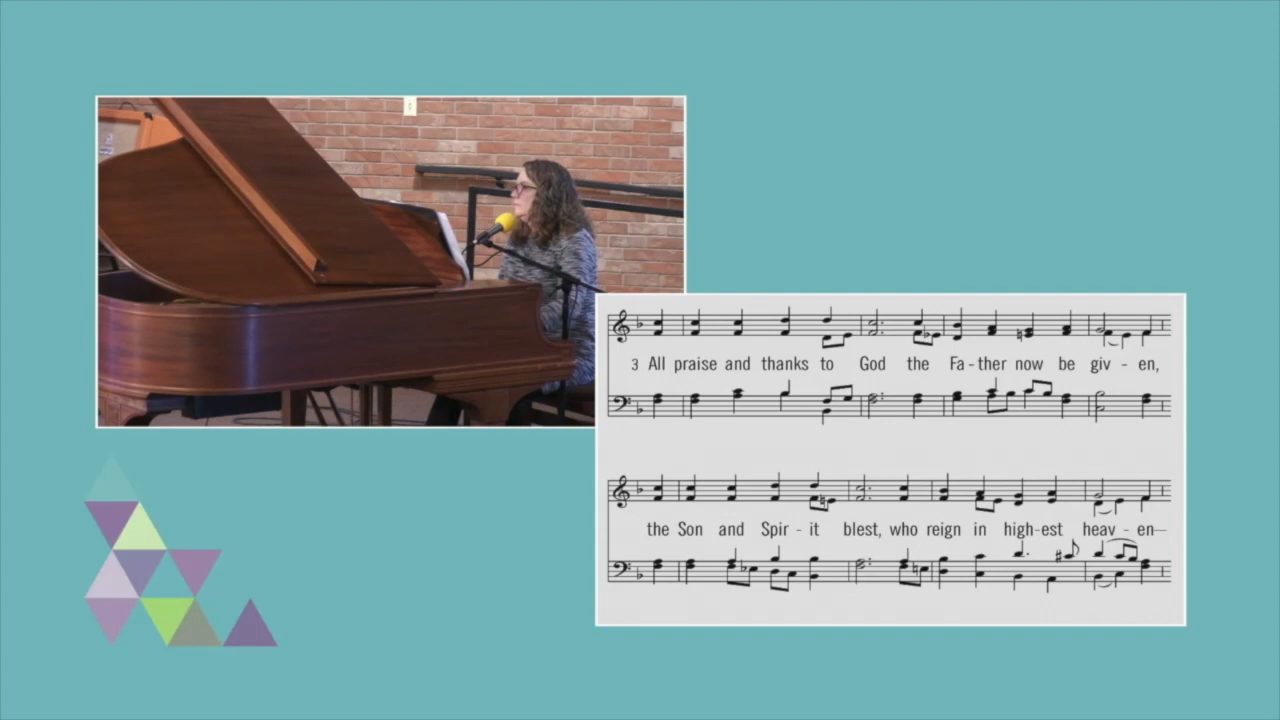 3 All praise and thanks to God the Fa - ther now be giv - en,
the Son and Spir - it blest, who reign in high-est heav - en—